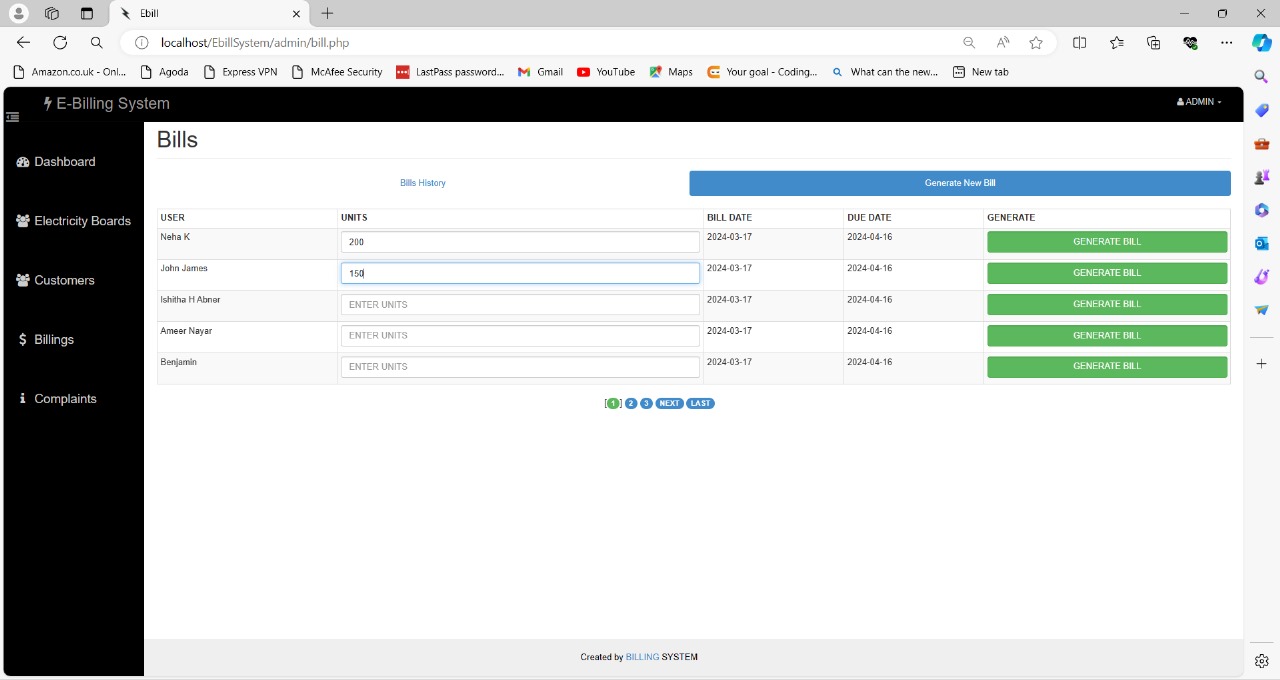 Ebill
localhost/EbillSystem/admin/bill.php
Amazon.co.uk - Onl... Agoda Express VPN McAfee Security LastPass password... Gmail YouTube Maps Your goal - Coding... What can the new... New tab
E-Billing System
ADMIN
Dashboard
Electricity Boards
Customers
Billings
Complaints
Bills
Bills History Generate New Bill
USER UNITS BILL DATE DUE DATE GENERATE
Neha K 200 2024-03-17 2024-04-16 GENERATE BILL
John James 150 2024-03-17 2024-04-16 GENERATE BILL
Ishitha H Abner ENTER UNITS 2024-03-17 2024-04-16 GENERATE BILL
Ameer Nayar ENTER UNITS 2024-03-17 2024-04-16 GENERATE BILL
Benjamin ENTER UNITS 2024-03-17 2024-04-16 GENERATE BILL
[1] 2 3 NEXT LAST
Created by BILLING SYSTEM